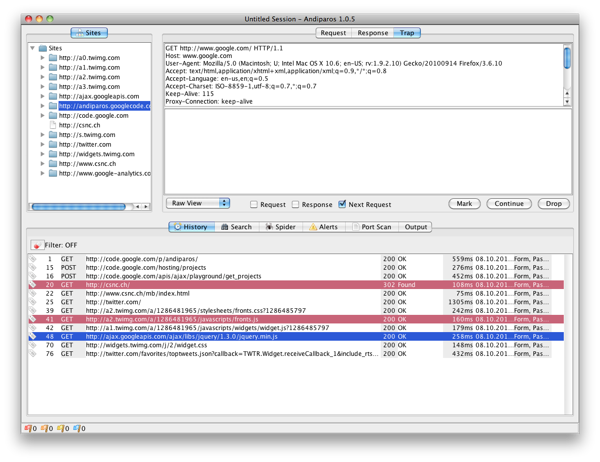 Untitled Session - Andiparos 1.0.5
Sites
Request Response Trap
Sites
http://a0.twimg.com
http://a1.twimg.com
http://a2.twimg.com
http://a3.twimg.com
http://ajax.googleapis.com
http://andiparos.googlecode.co
http://code.google.com
http://csnc.ch
http://s.twimg.com
http://twitter.com
http://widgets.twimg.com
http://www.csnc.ch
http://www.google-analytics.co
GET http://www.google.com/ HTTP/1.1
Host: www.google.com
User-Agent: Mozilla/5.0 (Macintosh; U; Intel Mac OS X 10.6; en-US; rv:1.9.2.10) Gecko/20100914 Firefox/3.6.10
Accept: text/html,application/xhtml+xml,application/xml;q=0.9,*/*;q=0.8
Accept-Language: en-us,en;q=0.5
Accept-Charset: ISO-8859-1,utf-8;q=0.7,*;q=0.7
Keep-Alive: 115
Proxy-Connection: keep-alive
Raw View Request Response Next Request Mark Continue Drop
History Search Spider Alerts Port Scan Output
Filter: OFF
1 GET http://code.google.com/p/andiparos/ 200 OK 559ms 08.10.201... Form, Pas...
15 POST http://code.google.com/hosting/projects 200 OK 276ms 08.10.201... Form, Pas...
16 POST http://code.google.com/apis/ajax/playground/get_projects 200 OK 452ms 08.10.201... Form, Pas...
20 GET http://csnc.ch/ 302 Found 108ms 08.10.201... Form, Pas...
22 GET http://www.csnc.ch/mb/index.html 200 OK 75ms 08.10.201... Form, Pas...
25 GET http://twitter.com/ 200 OK 1305ms 08.10.201... Form, Pas...
39 GET http://a2.twimg.com/a/1286481965/stylesheets/fronts.css?1286485797 200 OK 242ms 08.10.201... Form, Pas...
41 GET http://a2.twimg.com/a/1286481965/javascripts/fronts.js 200 OK 160ms 08.10.201... Form, Pas...
42 GET http://a1.twimg.com/a/1286481965/javascripts/widgets/widget.js?1286485797 200 OK 179ms 08.10.201... Form, Pas...
48 GET http://ajax.googleapis.com/ajax/libs/jquery/1.3.0/jquery.min.js 200 OK 258ms 08.10.201... Form, Pas...
70 GET http://widgets.twimg.com/j/2/widget.css 200 OK 148ms 08.10.201... Form, Pas...
76 GET http://twitter.com/favorites/toptweets.json?callback=TWTR.Widget.receiveCallback_1&include_rts... 200 OK 432ms 08.10.201... Form, Pas...
0 0 0 0